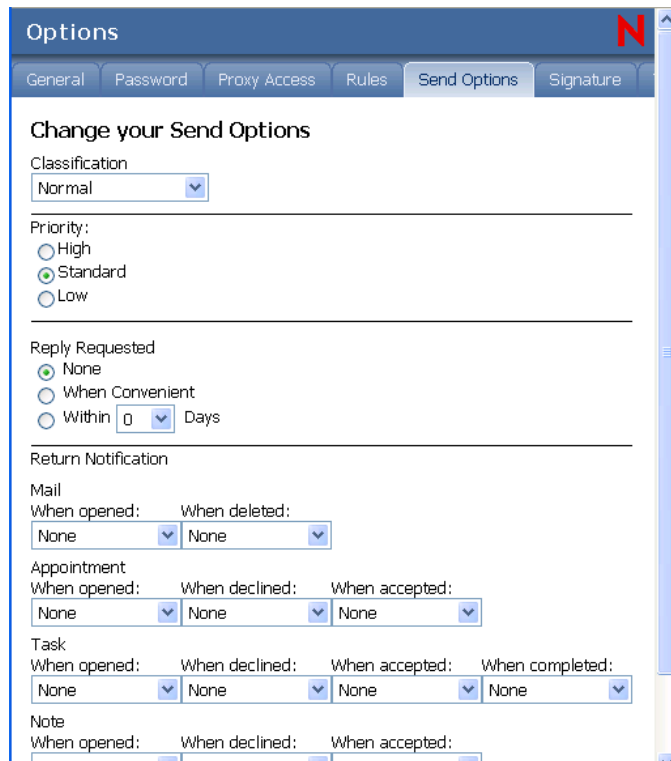 Options
N
General Password Proxy Access Rules Send Options Signature
Change your Send Options
Classification
Normal
Priority:
High
Standard
Low
Reply Requested
None
When Convenient
Within 0 Days
Return Notification
Mail
When opened: When deleted:
None None
Appointment
When opened: When declined: When accepted:
None None None
Task
When opened: When declined: When accepted: When completed:
None None None None
Note
When opened: When declined: When accepted: